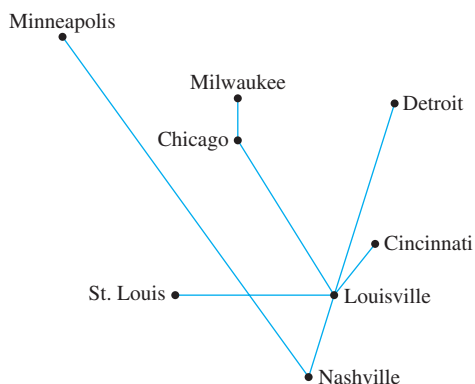 Minneapolis
Milwaukee
Detroit
Chicago
Cincinnati
St. Louis
Louisville
Nashville